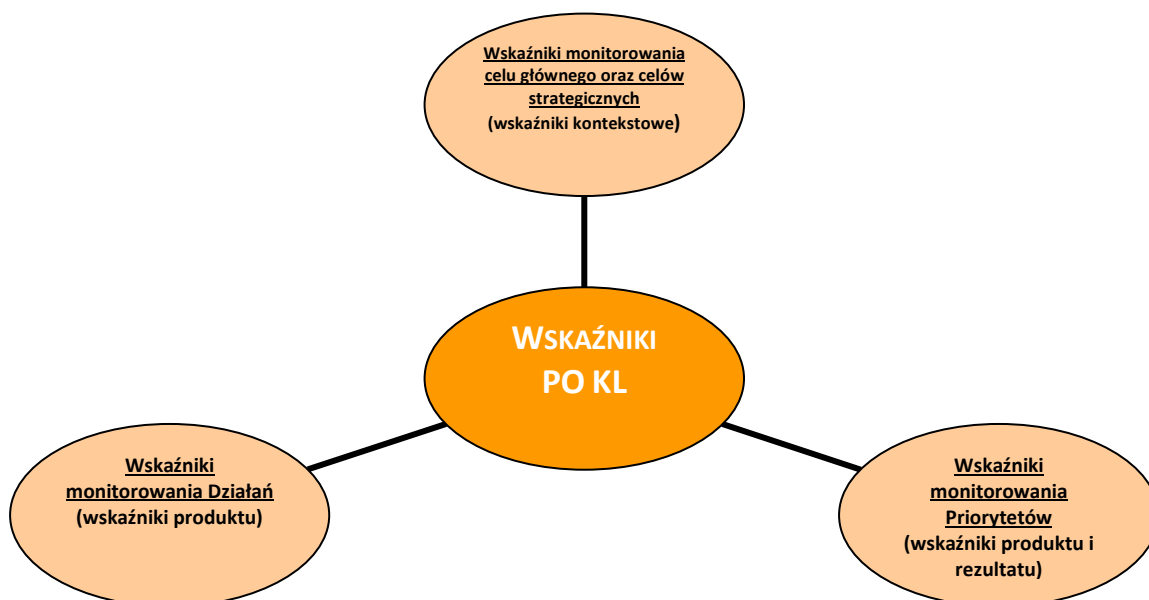 Wskaźniki monitorowania
celu głównego oraz celów
strategicznych
(wskaźniki kontekstowe)
WSKAŹNIKI
PO KL
Wskaźniki
monitorowania Działań
(wskaźniki produktu)
Wskaźniki
monitorowania
Priorytetów
(wskaźniki produktu i
rezultatu)